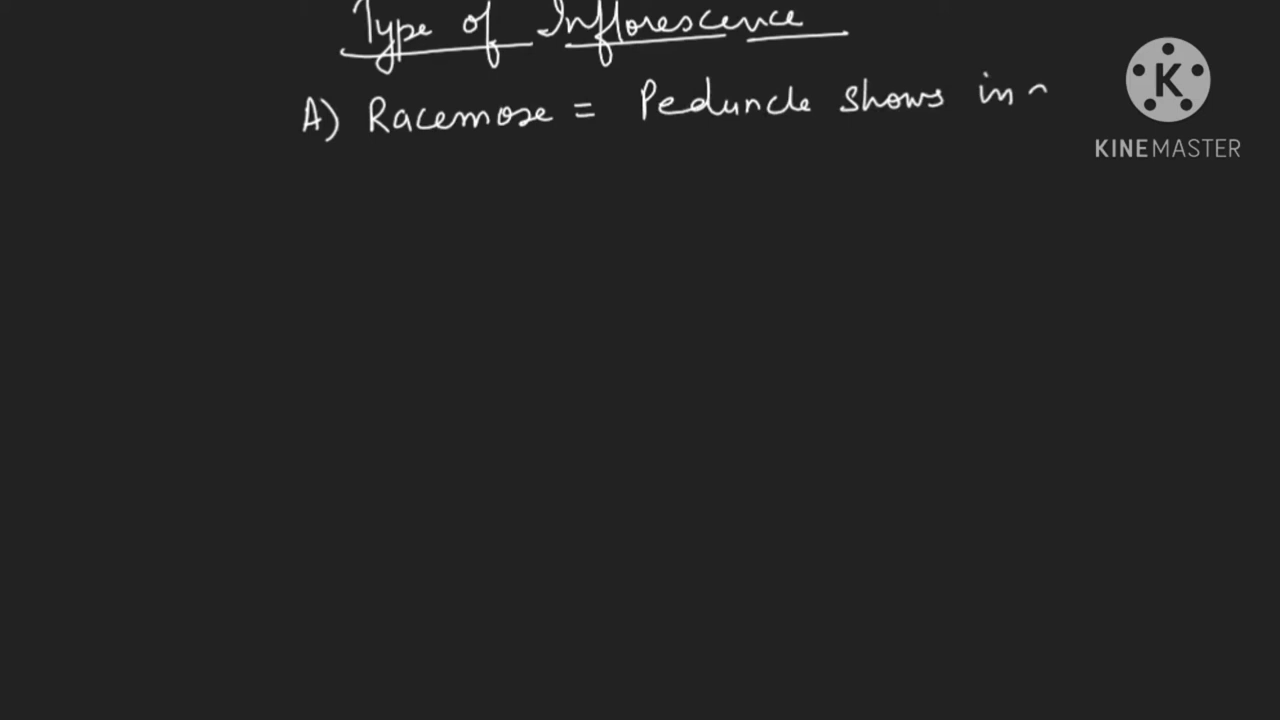 Type of Inflorescence
A) Racemose = Peduncle shows in
K
KINEMASTER